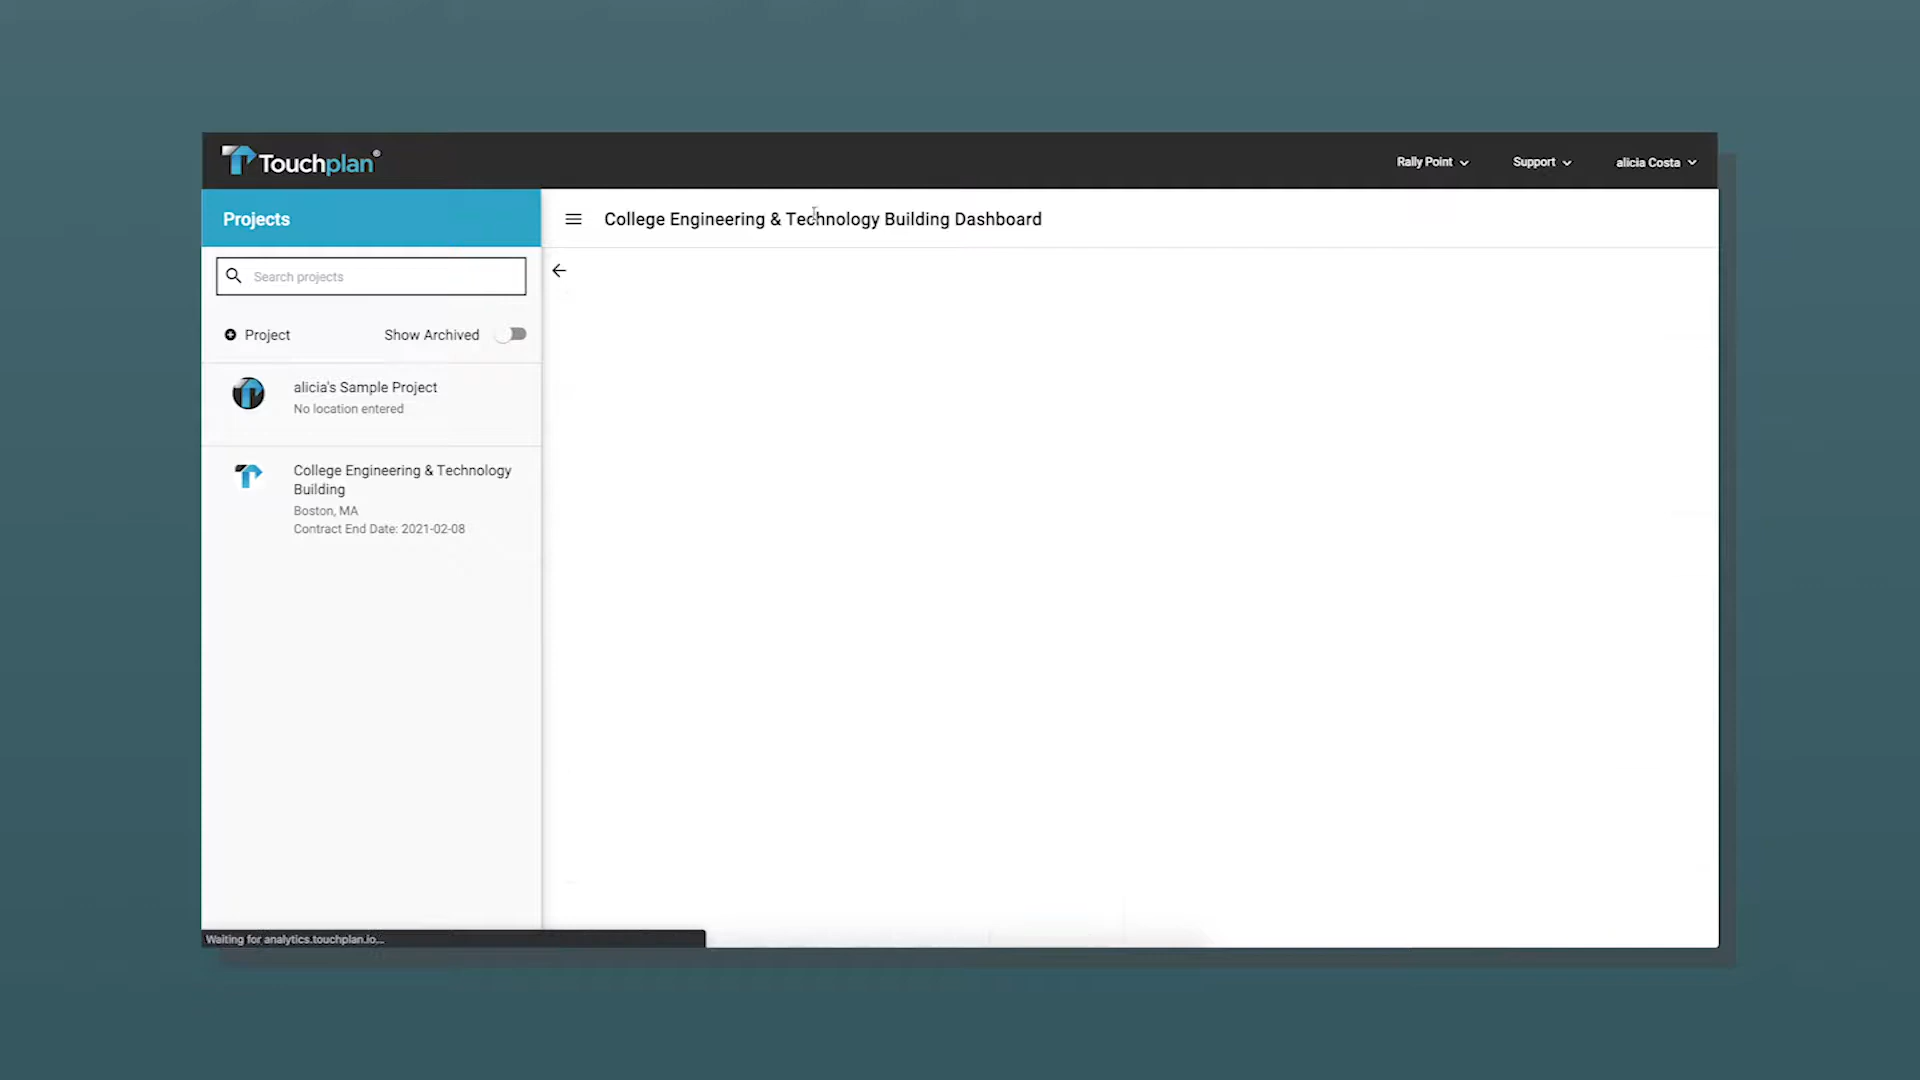 Touchplan®
Rally Point
Support
alicia Costa
Projects
College Engineering & Technology Building Dashboard
Search projects
Project
Show Archived
alicia's Sample Project
No location entered
College Engineering & Technology
Building
Boston, MA
Contract End Date: 2021-02-08
Waiting for analytics.touchplan.io...